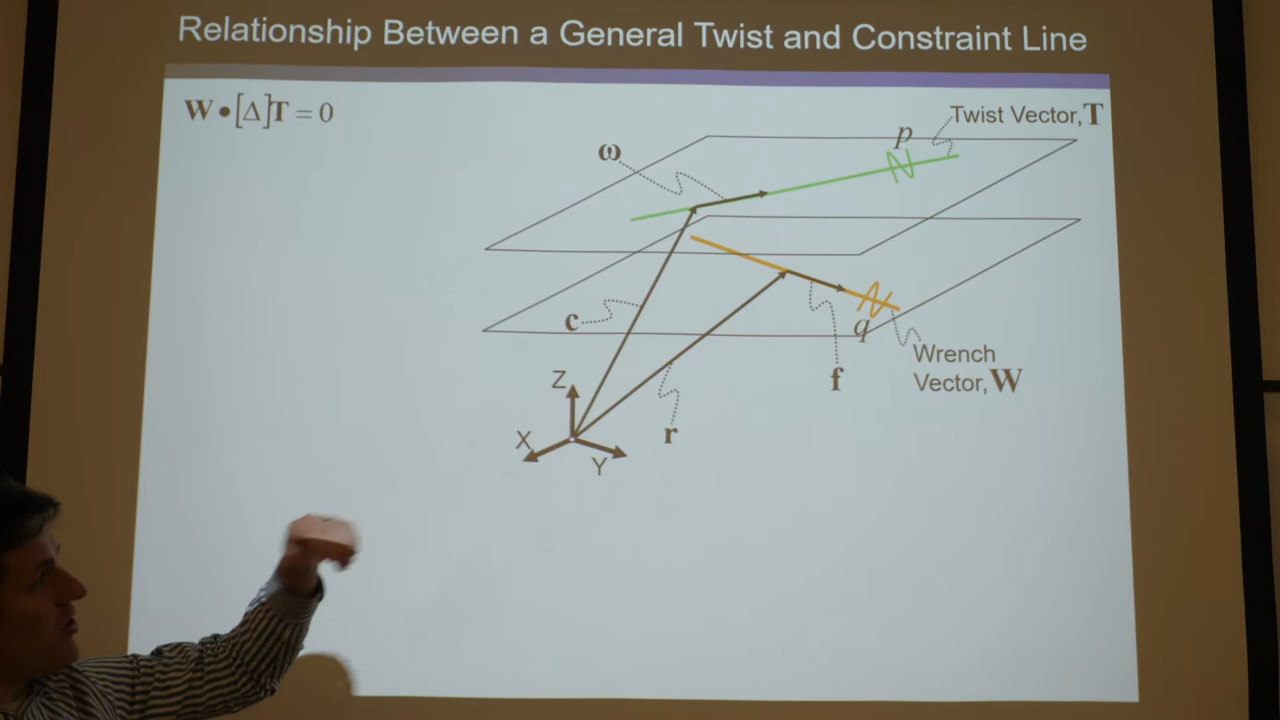 Relationship Between a General Twist and Constraint Line
W•[Δ]T = 0
Twist Vector, T
p
ω
c
q
Wrench
Vector, W
f
Z
r
X
Y